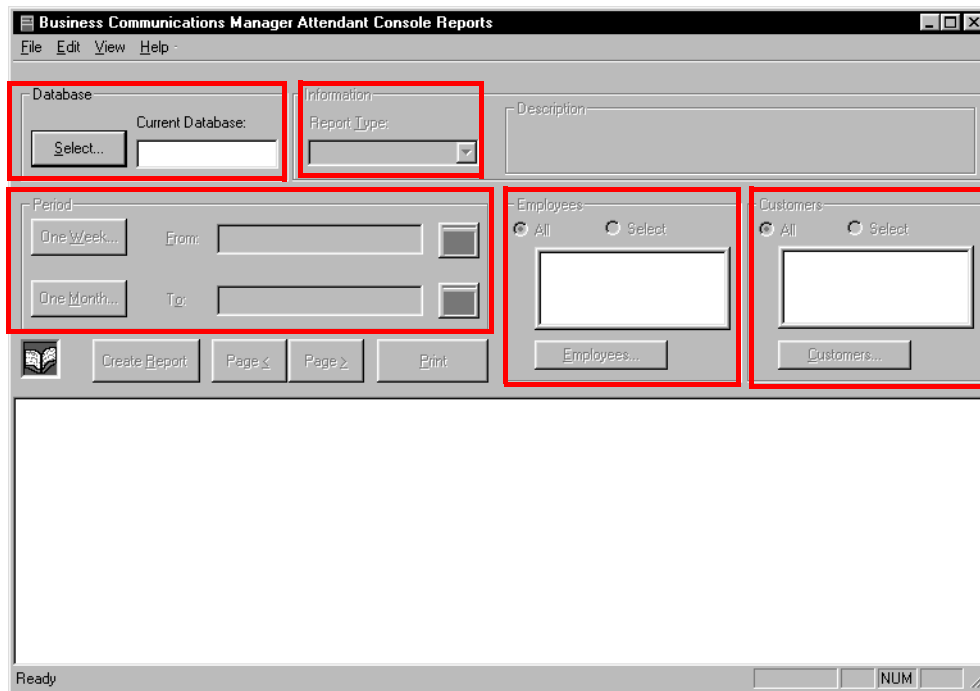 Business Communications Manager Attendant Console Reports
File Edit View Help
Database
Information
Description
Current Database:
Report Type:
Select...
Period
Employees
Customers
One Week...
From:
All
Select
All
Select
One Month...
To:
Create Report
Page <
Page >
Print
Employees...
Customers...
Ready
NUM